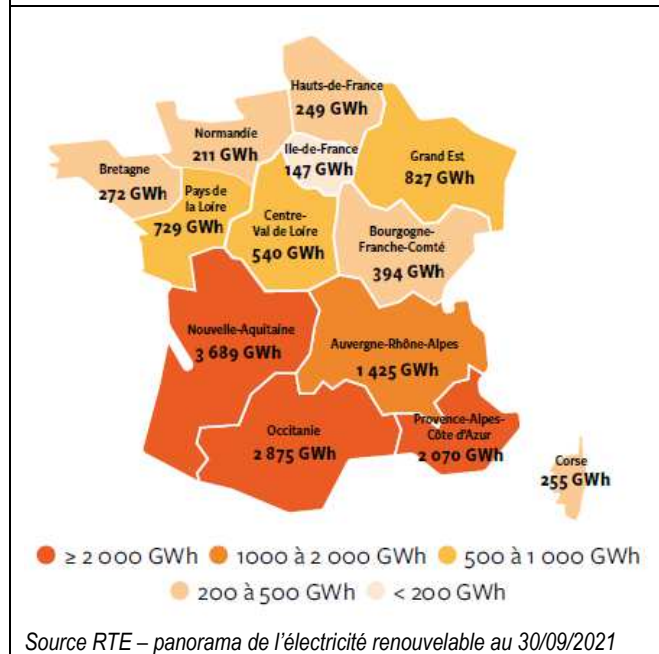 Hauts-de-France
249 GWh
Normandie
211 GWh
Ile-de-France
147 GWh
Grand Est
827 GWh
Bretagne
272 GWh
Pays de
la Loire
729 GWh
Centre-
Val de Loire
540 GWh
Bourgogne-
Franche-Comté
394 GWh
Nouvelle-Aquitaine
3 689 GWh
Auvergne-Rhône-Alpes
1 425 GWh
Occitanie
2 875 GWh
Provence-Alpes-
Côte d'Azur
2 070 GWh
Corse
255 GWh
≥ 2 000 GWh 1000 à 2 000 GWh 500 à 1 000 GWh
200 à 500 GWh < 200 GWh
Source RTE – panorama de l'électricité renouvelable au 30/09/2021